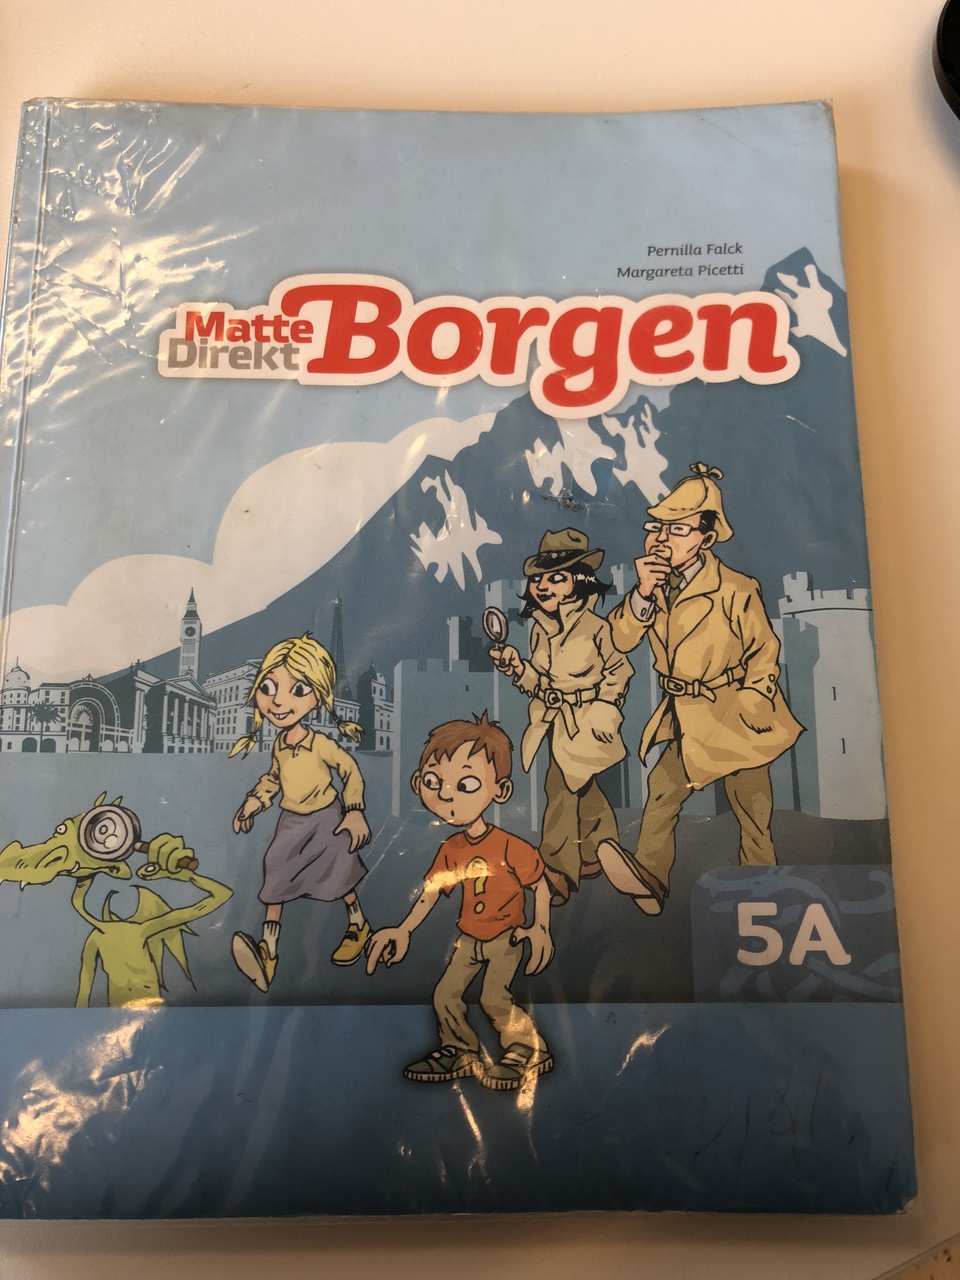 Pernilla Falck
Margareta Picetti
Matte
Direkt
Borgen
?
5A